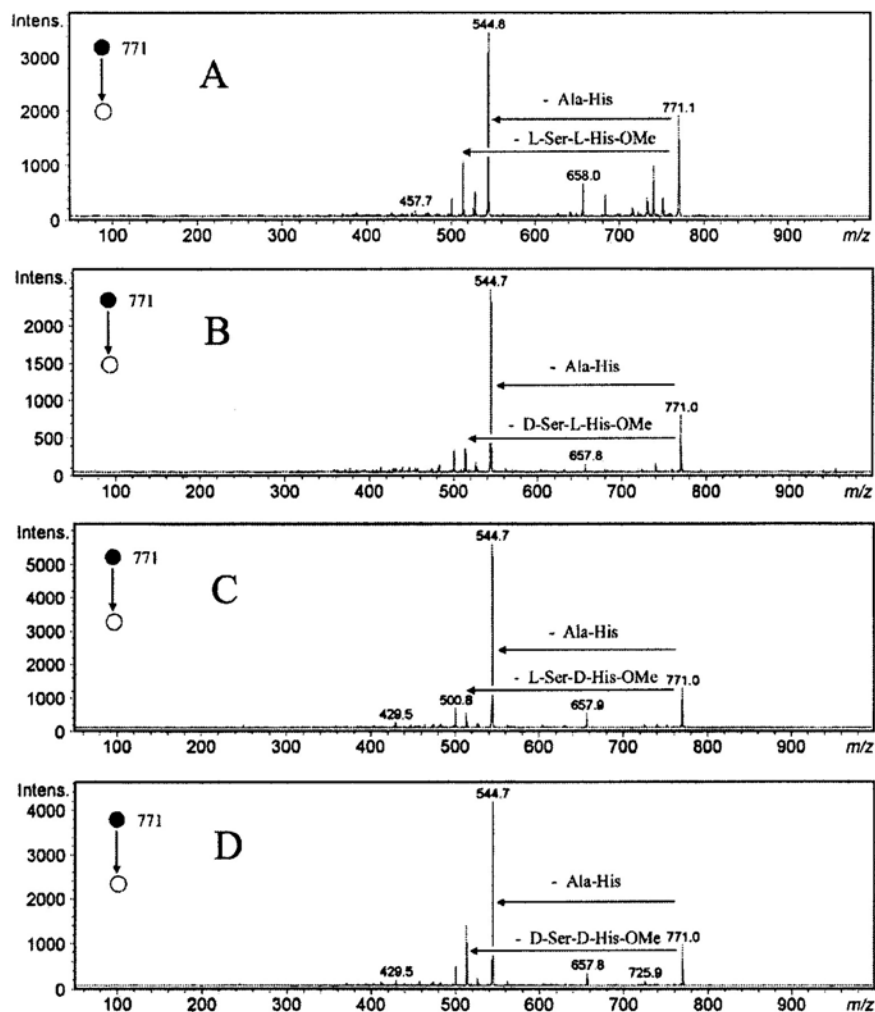 Intens.
544.8
3000
771
A
- Ala-His
771.1
2000
- L-Ser-L-His-OMe
1000
658.0
457.7
0
100 200 300 400 500 600 700 800 m/z
Intens.
544.7
2000
771
B
1500
- Ala-His
1000
771.0
- D-Ser-L-His-OMe
500
657.8
0
100 200 300 400 500 600 700 800 900 m/z
Intens.
544.7
5000
771
C
4000
3000
- Ala-His
2000
- L-Ser-D-His-OMe
771.0
1000
429.5 500.8 657.9
0
100 200 300 400 500 600 700 800 900 m/z
Intens.
544.7
4000
771
D
3000
- Ala-His
2000
- D-Ser-D-His-OMe
771.0
1000
429.5 657.8 725.9
0
100 200 300 400 500 600 700 800 900 m/z